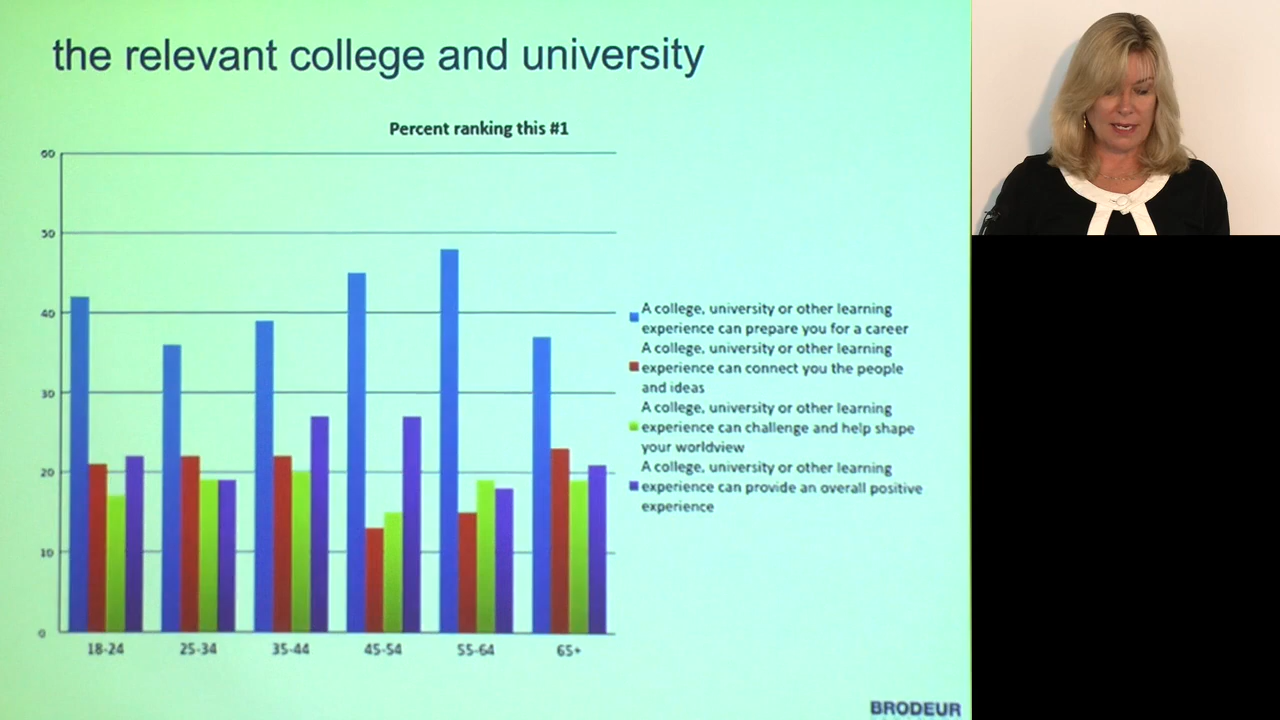 the relevant college and university
Percent ranking this #1
60
50
40
30
20
10
0
18-24
25-34
35-44
45-54
55-64
65+
A college, university or other learning
experience can prepare you for a career
A college, university or other learning
experience can connect you the people
and ideas
A college, university or other learning
experience can challenge and help shape
your worldview
A college, university or other learning
experience can provide an overall positive
experience
BRODEUR